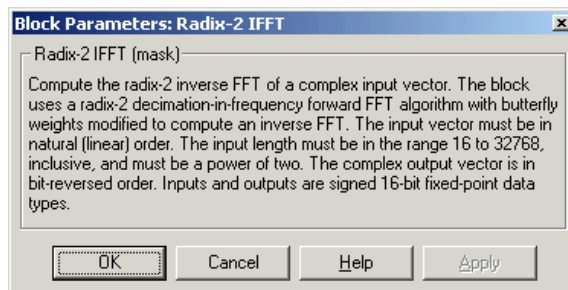 Block Parameters: Radix-2 IFFT
Radix-2 IFFT (mask)
Compute the radix-2 inverse FFT of a complex input vector. The block
uses a radix-2 decimation-in-frequency forward FFT algorithm with butterfly
weights modified to compute an inverse FFT. The input vector must be in
natural (linear) order. The input length must be in the range 16 to 32768,
inclusive, and must be a power of two. The complex output vector is in
bit-reversed order. Inputs and outputs are signed 16-bit fixed-point data
types.
OK Cancel Help Apply